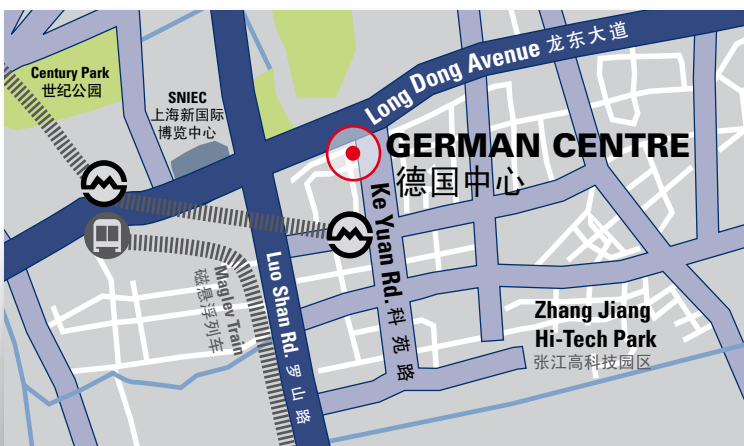 Century Park
世纪公园
SNIEC
上海新国际
博览中心
Long Dong Avenue 龙东大道
GERMAN CENTRE
德国中心
Ke Yuan Rd. 科苑路
Luo Shan Rd. 罗山路
Maglev Train
磁悬浮列车
Zhang Jiang
Hi-Tech Park
张江高科技园区